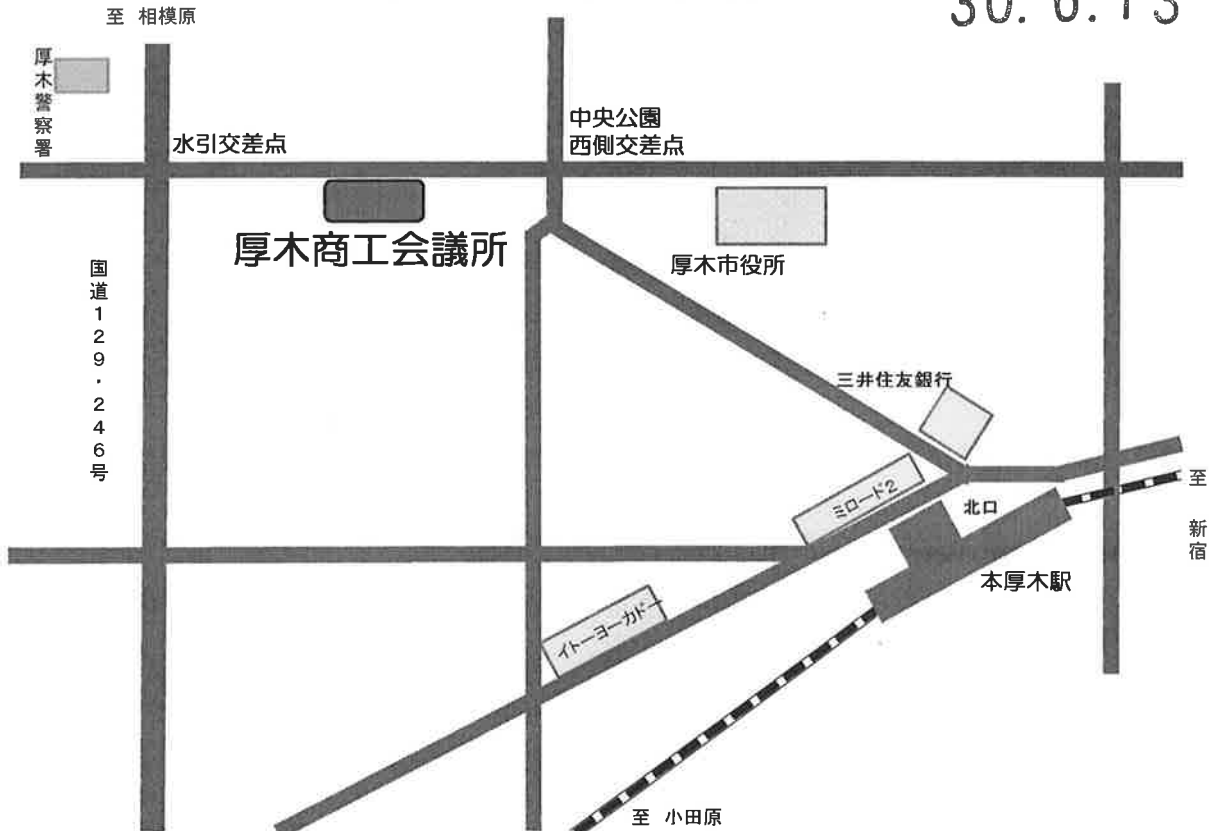 至 相模原
30.6.13
厚木警察署
水引交差点
中央公園
西側交差点
厚木商工会議所
厚木市役所
国道129・246号
三井住友銀行
ミロード2
北口
至 新宿
本厚木駅
イトーヨーカドー
至 小田原